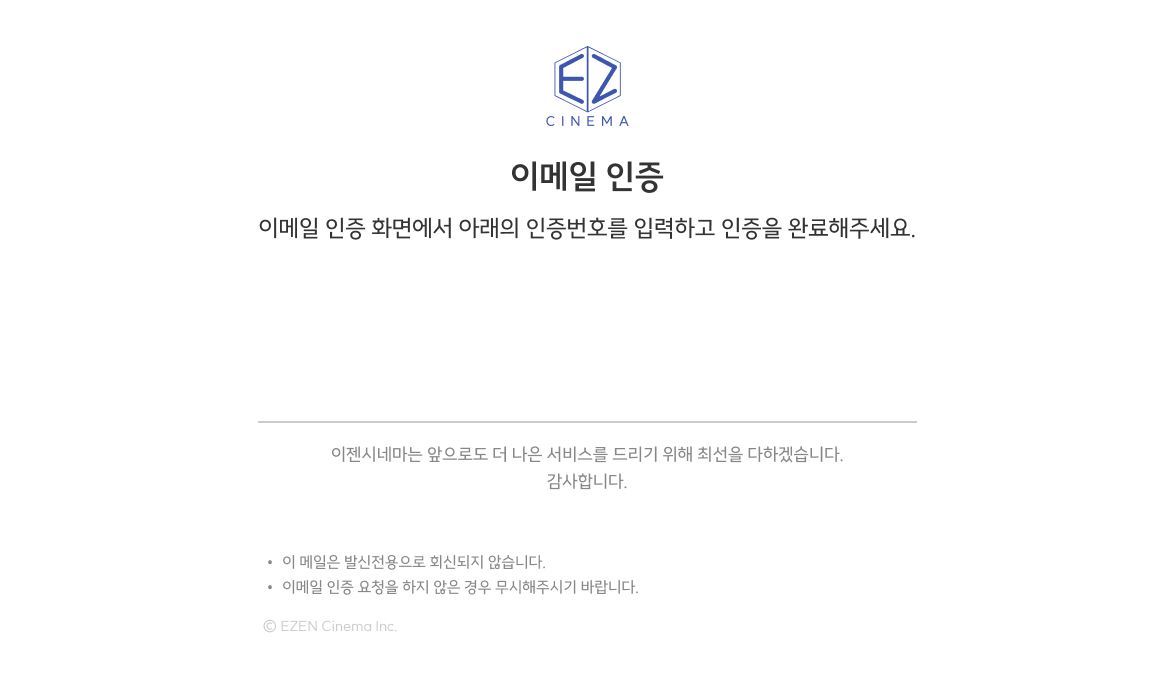 EZ
CINEMA
이메일 인증
이메일 인증 화면에서 아래의 인증번호를 입력하고 인증을 완료해주세요.
이젠시네마는 앞으로도 더 나은 서비스를 드리기 위해 최선을 다하겠습니다.
감사합니다.
• 이 메일은 발신전용으로 회신되지 않습니다.
• 이메일 인증 요청을 하지 않은 경우 무시해주시기 바랍니다.
© EZEN Cinema Inc.